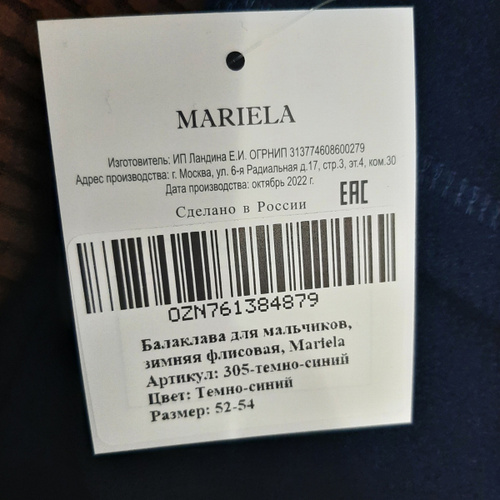 MARIELA
Изготовитель: ИП Ландина Е.И. ОГРНИП 313774608600279
Адрес производства: г. Москва, ул. 6-я Радиальная д.17, стр.3, эт.4, ком.30
Дата производства: октябрь 2022 г.
Сделано в России
EAC
OZN761384879
Балаклава для мальчиков,
зимняя флисовая, Mariela
Артикул: 305-темно-синий
Цвет: Темно-синий
Размер: 52-54